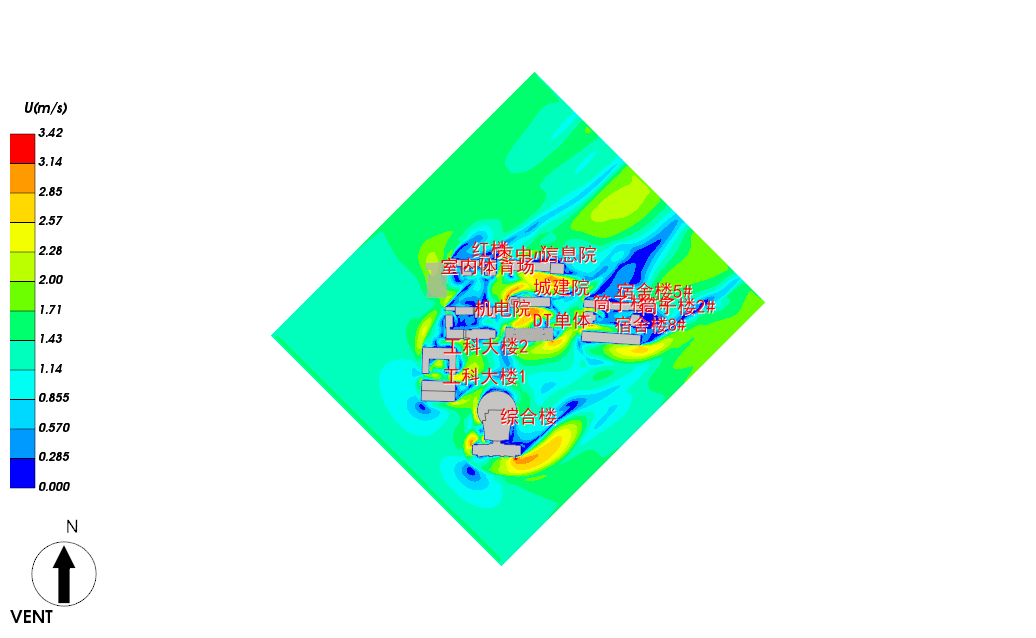 U(m/s)
3.42
3.14
2.85
2.57
2.28
2.00
1.71
1.43
1.14
0.855
0.570
0.285
0.000
N
VENT
红楼
信息院
室内体育场
城建院
宿舍楼5#
筒子楼2#
机电院
DT单体
宿舍楼8#
工科大楼2
工科大楼1
综合楼